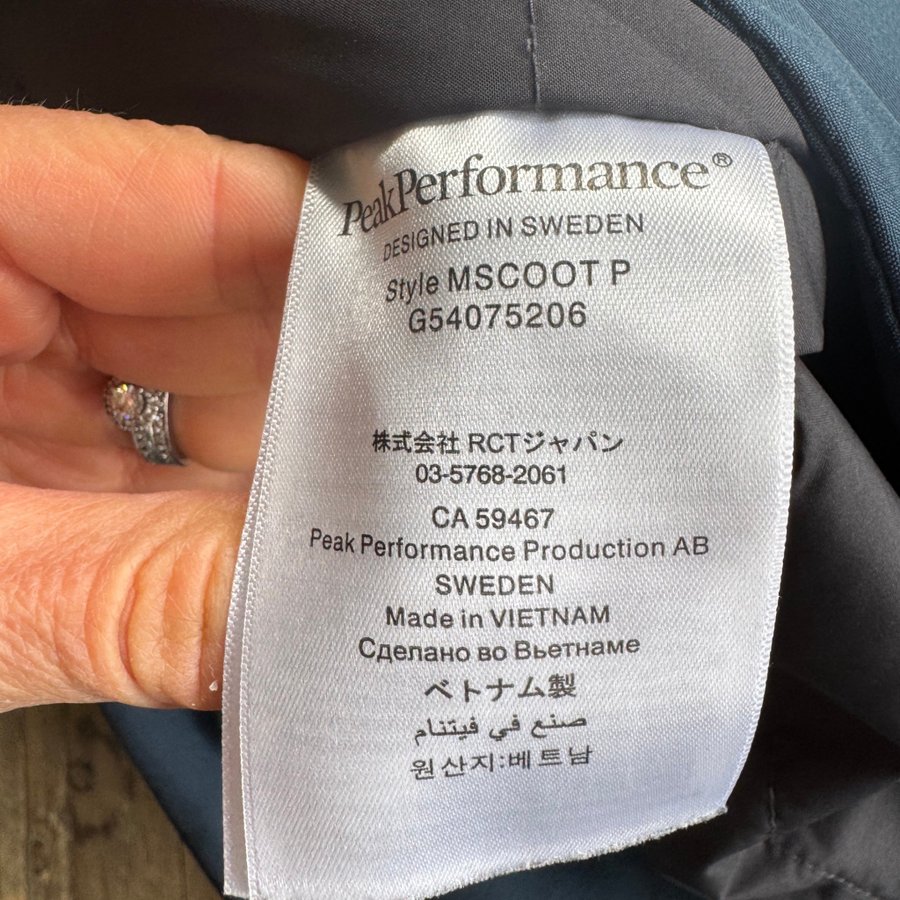 PeakPerformance®
DESIGNED IN SWEDEN
Style MSCOOT P
G54075206
株式会社 RCTジャパン
03-5768-2061
CA 59467
Peak Performance Production AB
SWEDEN
Made in VIETNAM
Сделано во Вьетнаме
ベトナム製
صنع في فيتنام
원산지:베트남